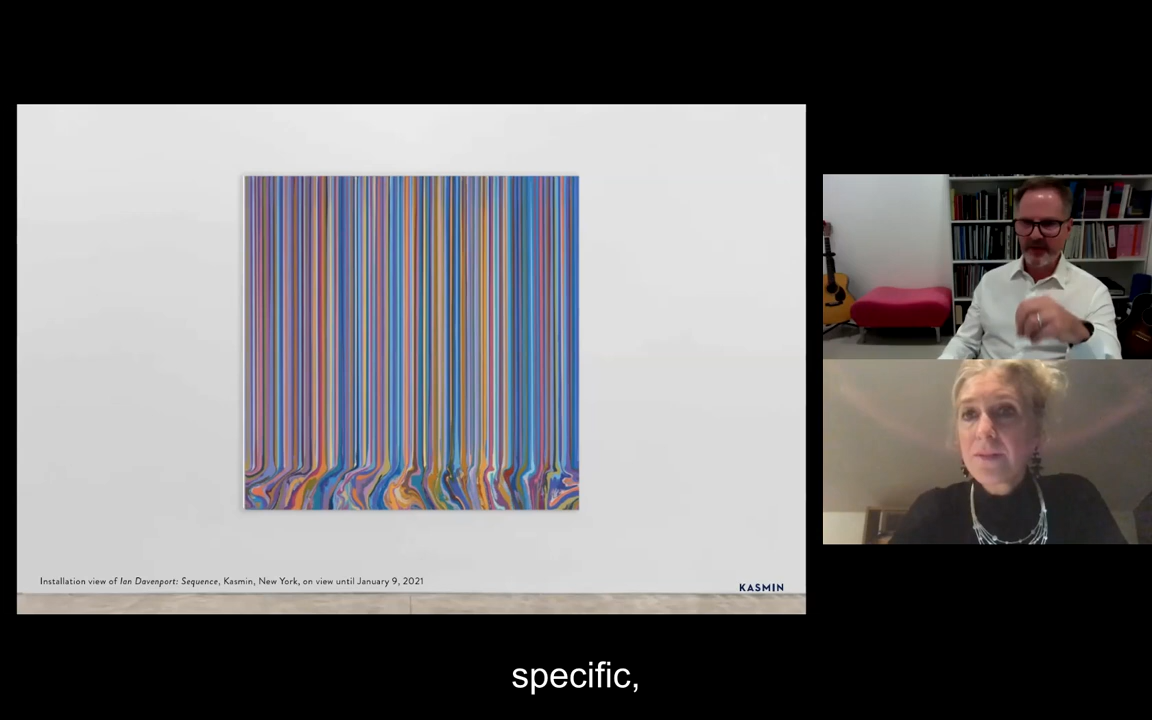 Installation view of Ian Davenport: Sequence, Kasmin, New York, on view until January 9, 2021
KASMIN
specific,